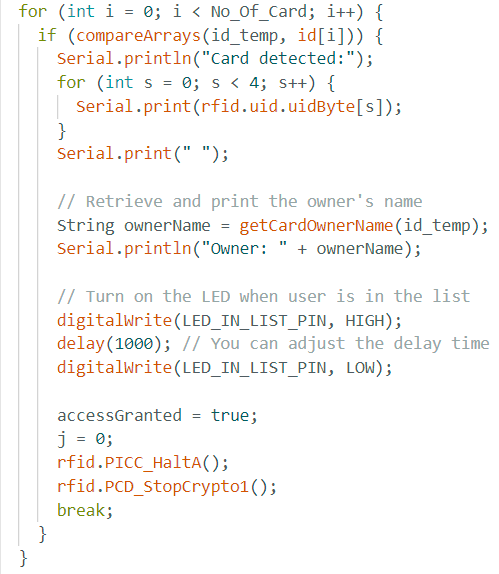 for (int i = 0; i < No_Of_Card; i++) {
if (compareArrays(id_temp, id[i])) {
Serial.println("Card detected:");
for (int s = 0; s < 4; s++) {
Serial.print(rfid.uid.uidByte[s]);
}
Serial.print(" ");
// Retrieve and print the owner's name
String ownerName = getCardOwnerName(id_temp);
Serial.println("Owner: " + ownerName);
// Turn on the LED when user is in the list
digitalWrite(LED_IN_LIST_PIN, HIGH);
delay(1000); // You can adjust the delay time
digitalWrite(LED_IN_LIST_PIN, LOW);
accessGranted = true;
j = 0;
rfid.PICC_HaltA();
rfid.PCD_StopCrypto1();
break;
}
}